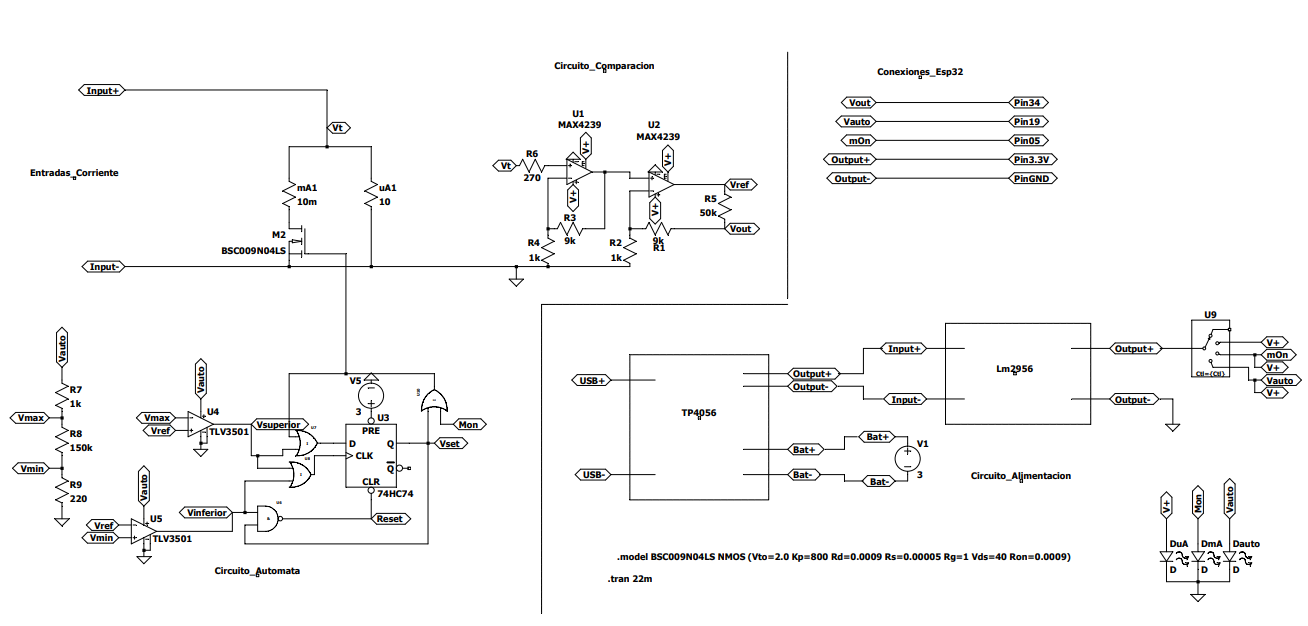 Circuito_Comparacion
Conexiones_Esp32
Input+
Vt
Entradas_Corriente
mA1
10m
uA1
10
M2
BSC009N04LS
Input-
U1
MAX4239
U2
MAX4239
V+
V+
Vt
R6
270
V+
V+
R3
9k
R4
1k
R2
1k
9k
R1
Vref
R5
50k
Vout
Vout
Pin34
Vauto
Pin19
mOn
Pin05
Output+
Pin3.3V
Output-
PinGND
Vauto
R7
1k
Vmax
R8
150k
Vmin
R9
220
Vauto
Vmax
Vref
U4
TLV3501
Vauto
Vref
Vmin
U5
TLV3501
Vsuperior
Vinferior
V5
3
U3
PRE
D
Q
CLK
Q
CLR
74HC74
Reset
Mon
Vset
Circuito_Automata
USB+
USB-
TP4056
Output+
Output-
Bat+
Bat-
Bat+
Bat-
V1
3
Input+
Input-
Lm2956
Output+
Output-
U9
Ctl={Ctl}
V+
mOn
V+
Vauto
V+
Circuito_Alimentacion
V+
Mon
Vauto
DuA
D
DmA
D
Dauto
D
.model BSC009N04LS NMOS (Vto=2.0 Kp=800 Rd=0.0009 Rs=0.00005 Rg=1 Vds=40 Ron=0.0009)
.tran 22m